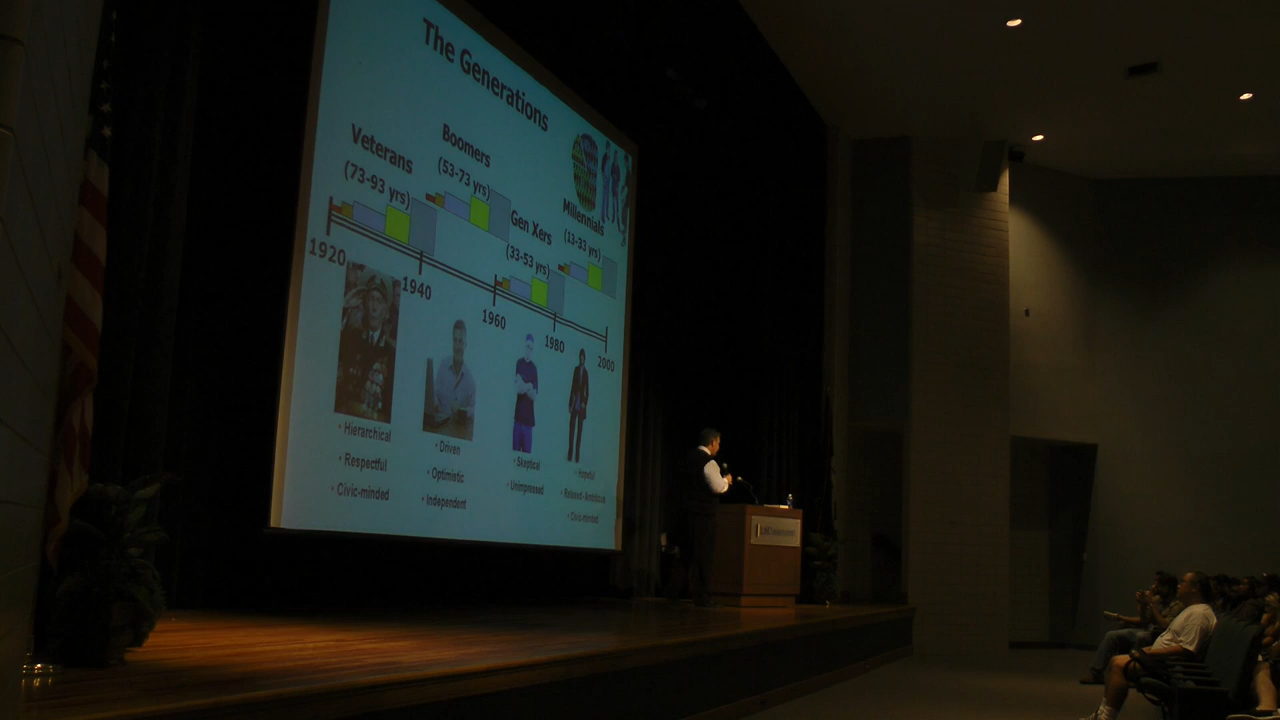 The Generations
Veterans
(73-93 yrs)
Boomers
(53-73 yrs)
Gen Xers
(33-53 yrs)
Millennials
(13-33 yrs)
1920
1940
1960
1980
2000
• Hierarchical
• Respectful
• Civic-minded
• Driven
• Optimistic
• Independent
• Skeptical
• Unimpressed
• Hopeful
• Relaxed- Ambitious
• Civic-minded